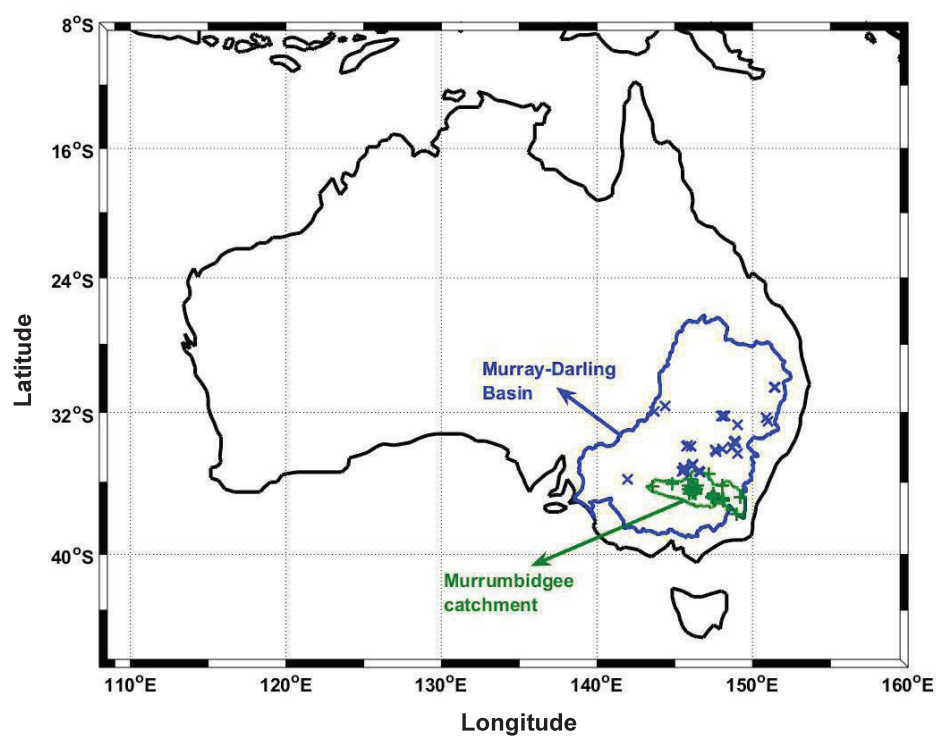 8°S
16°S
24°S
32°S
40°S
Latitude
Murray-Darling
Basin
Murrumbidgee
catchment
110°E 120°E 130°E 140°E 150°E 160°E
Longitude